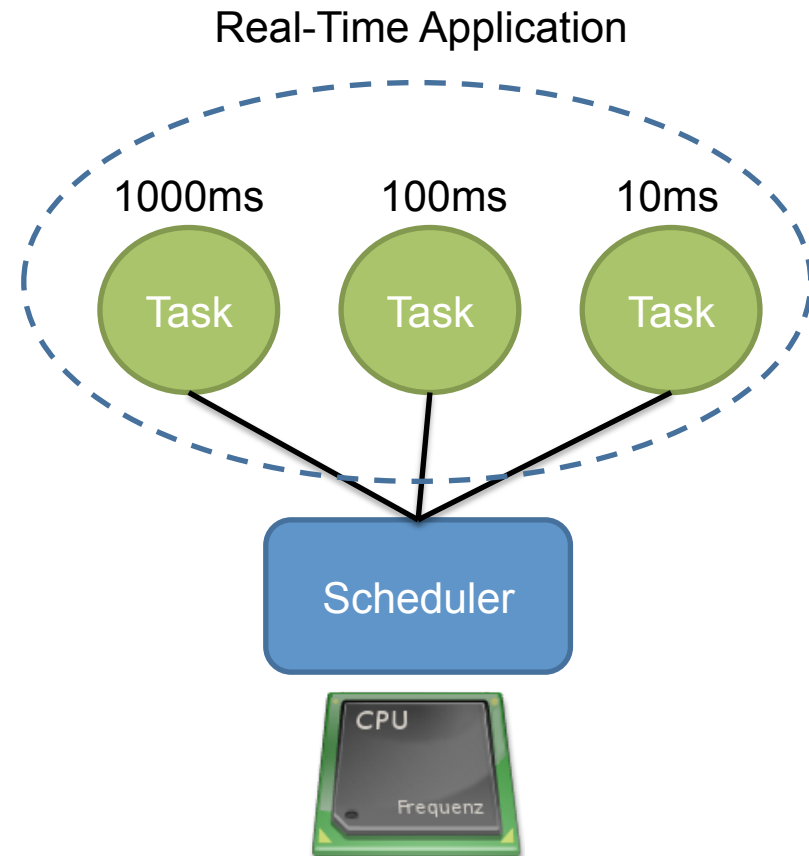 Real-Time Application
1000ms 100ms 10ms
Task Task Task
Scheduler
CPU
Frequenz